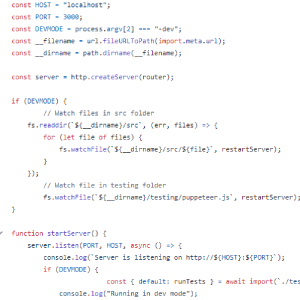 const HOST = "localhost";
const PORT = 3000;
const DEVMODE = process.argv[2] === "-dev";
const __filename = url.fileURLToPath(import.meta.url);
const __dirname = path.dirname(__filename);
const server = http.createServer(router);
if (DEVMODE) {
// Watch files in src folder
fs.readdir(`${__dirname}/src`, (err, files) => {
for (let file of files) {
fs.watchFile(`${__dirname}/src/${file}`, restartServer);
}
});
// Watch file in testing folder
fs.watchFile(`${__dirname}/testing/puppeteer.js`, restartServer);
}
function startServer() {
server.listen(PORT, HOST, async () => {
console.log(`Server is listening on http://${HOST}:${PORT}`);
if (DEVMODE) {
const { default: runTests } = await import(`./tes
console.log("Running in dev mode");